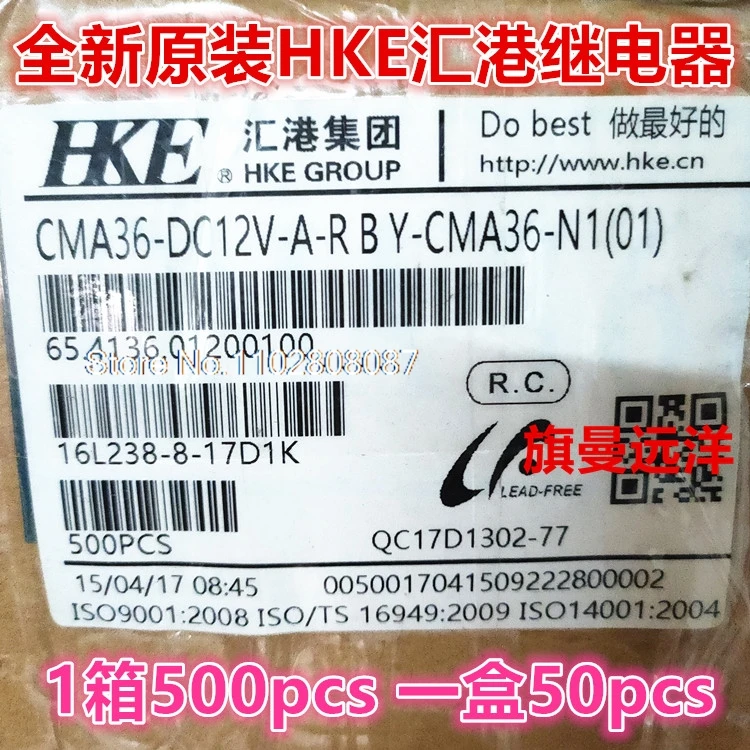 全新原装HKE汇港继电器
HKE ® 汇港集团 HKE GROUP
Do best 做最好的
http://www.hke.cn
CMA36-DC12V-A-R B Y-CMA36-N1(01)
65.4136.01200100
Store No.1102808087
R.C.
16L238-8-17D1K
旗曼远洋
LEAD-FREE
500PCS
QC17D1302-77
15/04/17 08:45
0050017041509222800002
ISO9001:2008 ISO/TS 16949:2009 ISO14001:2004
1箱500pcs 一盒50pcs